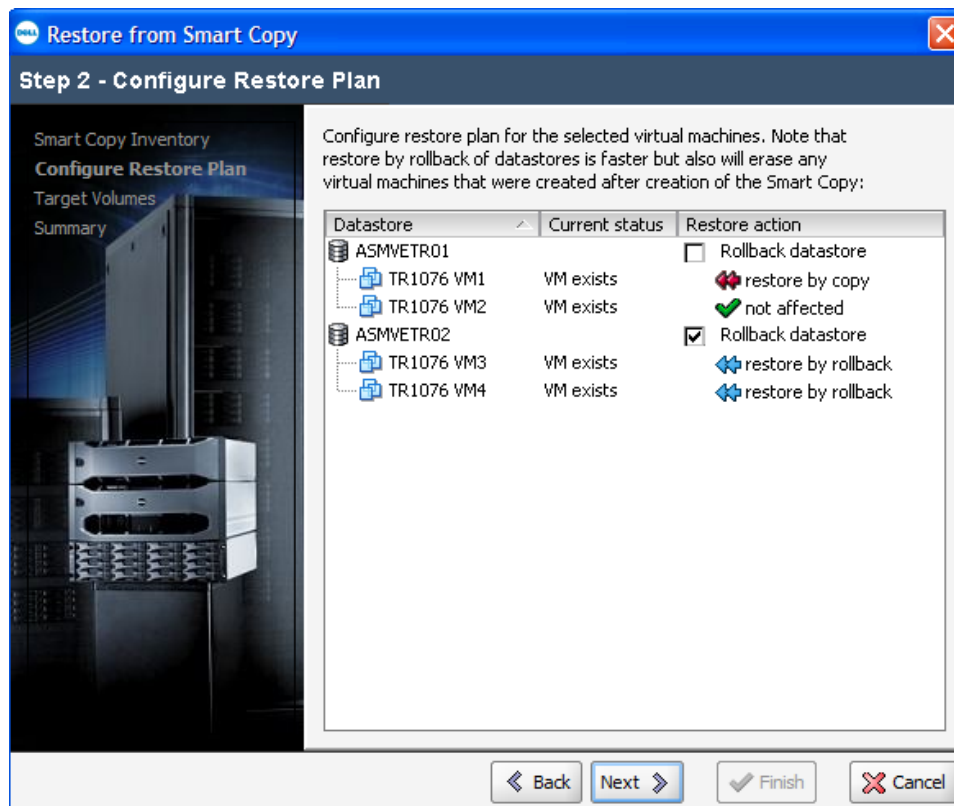 DELL Restore from Smart Copy
Step 2 - Configure Restore Plan
Smart Copy Inventory
Configure Restore Plan
Target Volumes
Summary
Configure restore plan for the selected virtual machines. Note that
restore by rollback of datastores is faster but also will erase any
virtual machines that were created after creation of the Smart Copy:
Datastore Current status Restore action
ASMVETR01 Rollback datastore
TR1076 VM1 VM exists restore by copy
TR1076 VM2 VM exists not affected
ASMVETR02 Rollback datastore
TR1076 VM3 VM exists restore by rollback
TR1076 VM4 VM exists restore by rollback
Back Next Finish Cancel